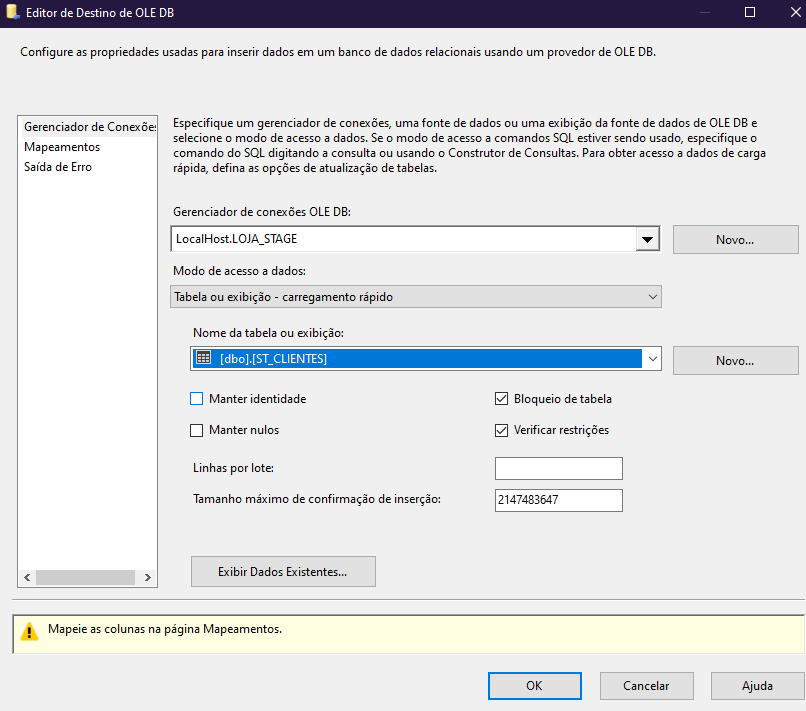 Editor de Destino de OLE DB
Configure as propriedades usadas para inserir dados em um banco de dados relacionais usando um provedor de OLE DB.
Gerenciador de Conexões
Mapeamentos
Saída de Erro
Especifique um gerenciador de conexões, uma fonte de dados ou uma exibição da fonte de dados de OLE DB e
selecione o modo de acesso a dados. Se o modo de acesso a comandos SQL estiver sendo usado, especifique o
comando do SQL digitando a consulta ou usando o Construtor de Consultas. Para obter acesso a dados de carga
rápida, defina as opções de atualização de tabelas.
Gerenciador de conexões OLE DB:
LocalHost.LOJA_STAGE
Novo...
Modo de acesso a dados:
Tabela ou exibição - carregamento rápido
Nome da tabela ou exibição:
[dbo].[ST_CLIENTES]
Novo...
Manter identidade
Bloqueio de tabela
Manter nulos
Verificar restrições
Linhas por lote:
Tamanho máximo de confirmação de inserção:
2147483647
Exibir Dados Existentes...
Mapeie as colunas na página Mapeamentos.
OK
Cancelar
Ajuda